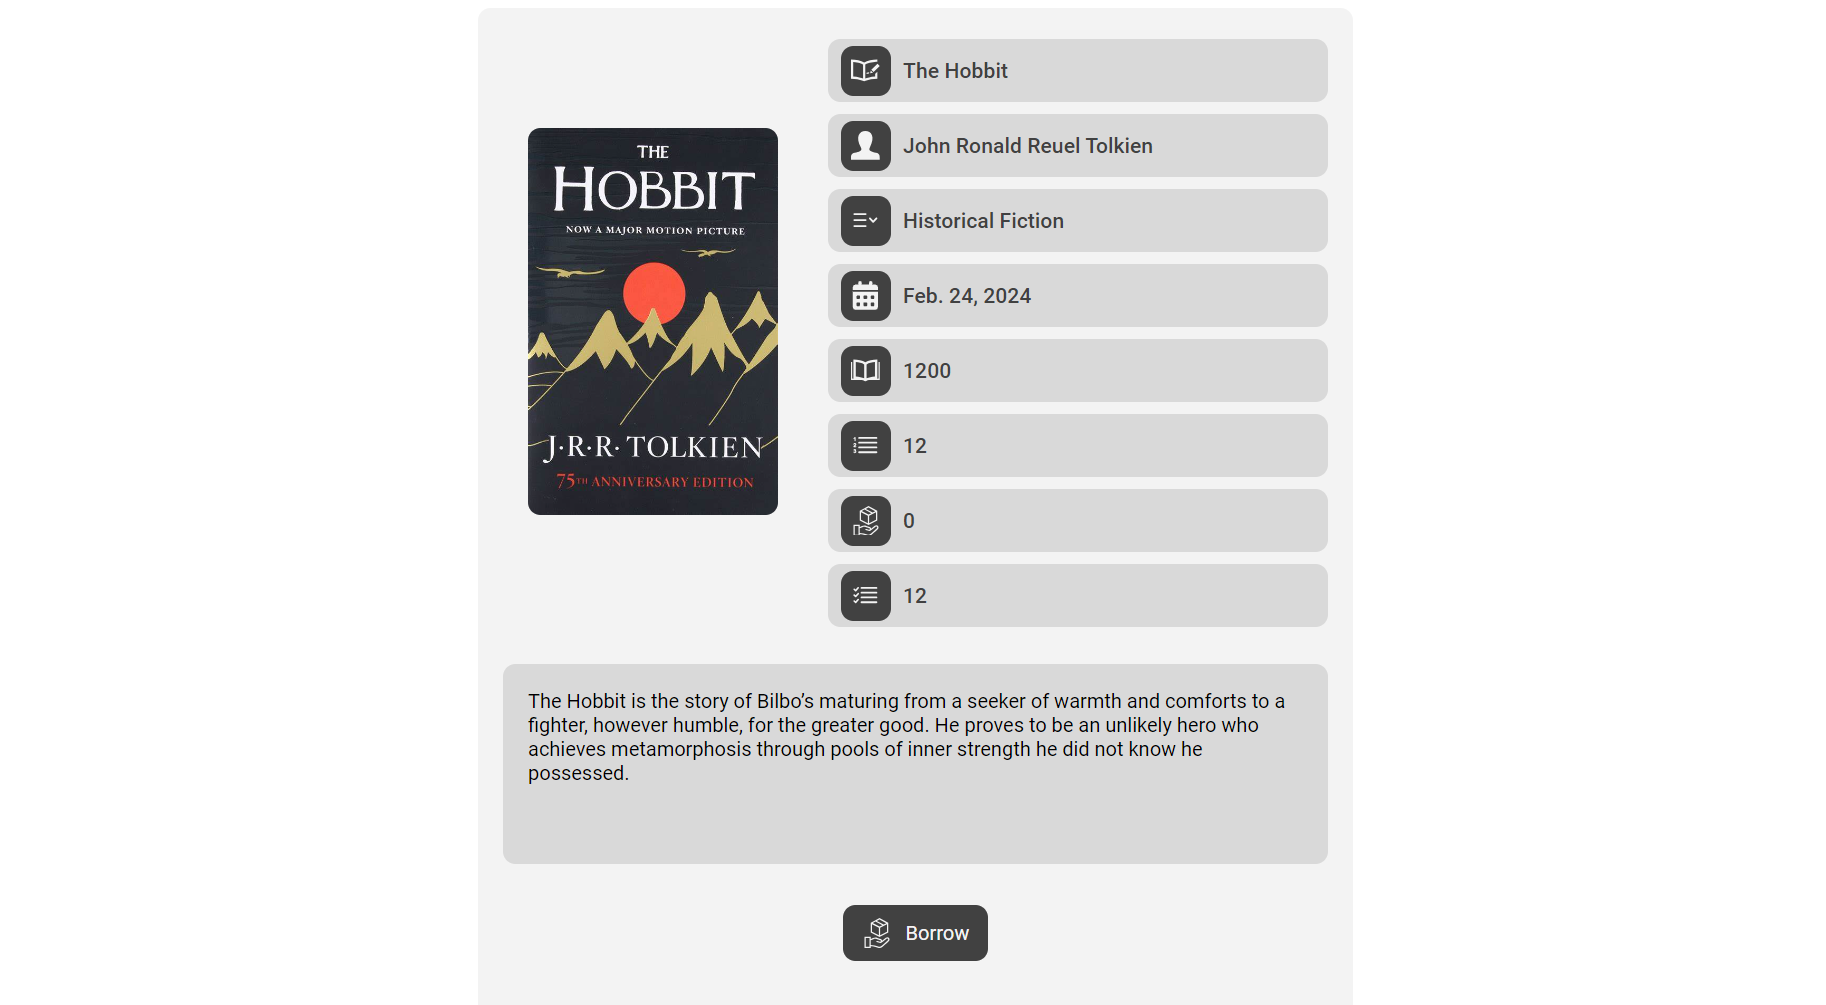 THE
HOBBIT
NOW A MAJOR MOTION PICTURE
J·R·R· TOLKIEN
75TH ANNIVERSARY EDITION
The Hobbit
John Ronald Reuel Tolkien
Historical Fiction
Feb. 24, 2024
1200
12
0
12
The Hobbit is the story of Bilbo’s maturing from a seeker of warmth and comforts to a
fighter, however humble, for the greater good. He proves to be an unlikely hero who
achieves metamorphosis through pools of inner strength he did not know he
possessed.
Borrow